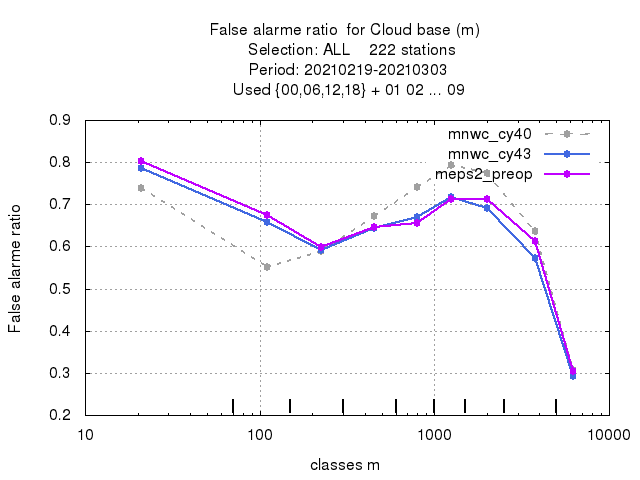 False alarme ratio  for Cloud base (m)
Selection: ALL    222 stations
Period: 20210219-20210303
Used {00,06,12,18} + 01 02 ... 09
mnwc_cy40
mnwc_cy43
meps2_preop
0.9
0.8
0.7
0.6
0.5
0.4
0.3
0.2
False alarme ratio
10
100
1000
10000
classes m